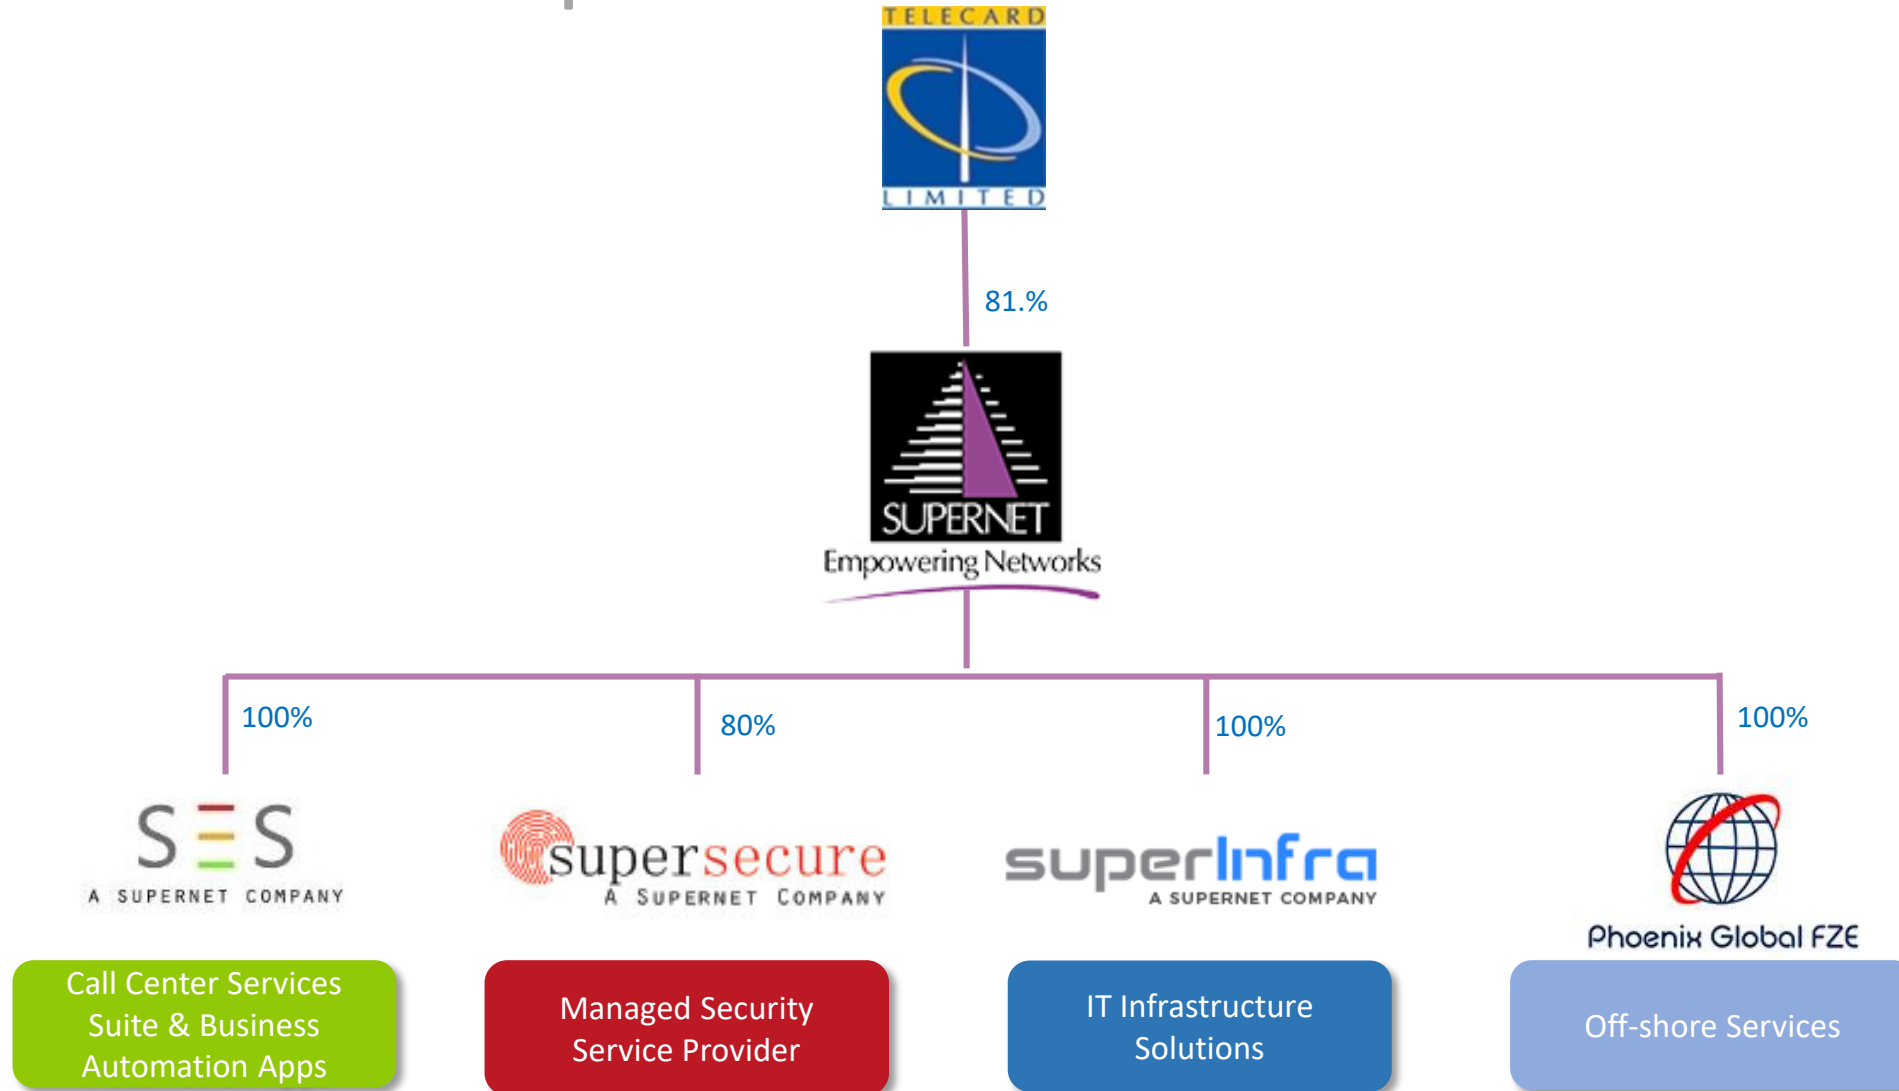 TELECARD
LIMITED
81.%
SUPERNET
Empowering Networks
100%
80%
100%
100%
SES
A SUPERNET COMPANY
supersecure
A SUPERNET COMPANY
superInfra
A SUPERNET COMPANY
Phoenix Global FZE
Call Center Services
Suite & Business
Automation Apps
Managed Security
Service Provider
IT Infrastructure
Solutions
Off-shore Services